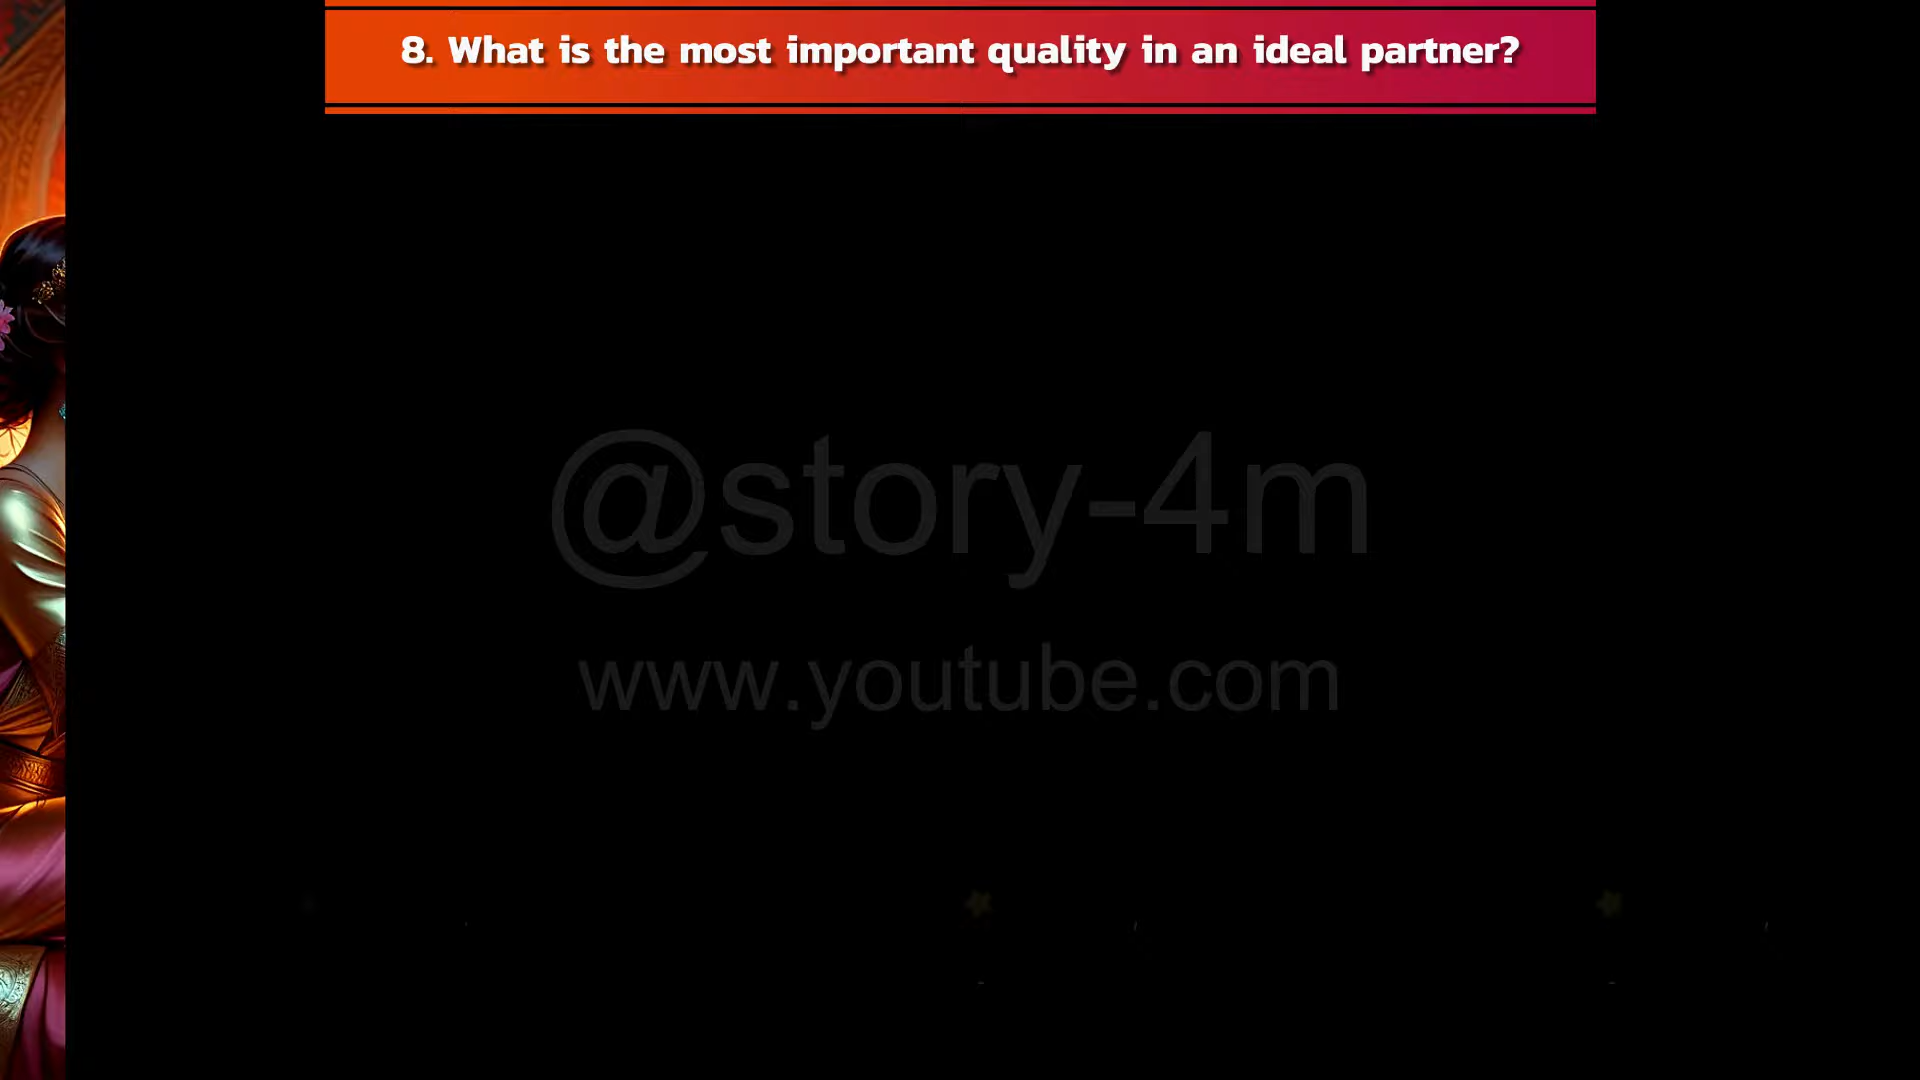 8. What is the most important quality in an ideal partner?
@story-4m
www.youtube.com